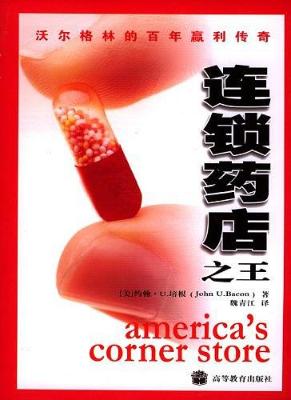 沃尔格林的百年赢利传奇
连锁药店
之王
[美]约翰·U.培根(John U.Bacon) 著
魏青江 译
america's
corner store
高等教育出版社